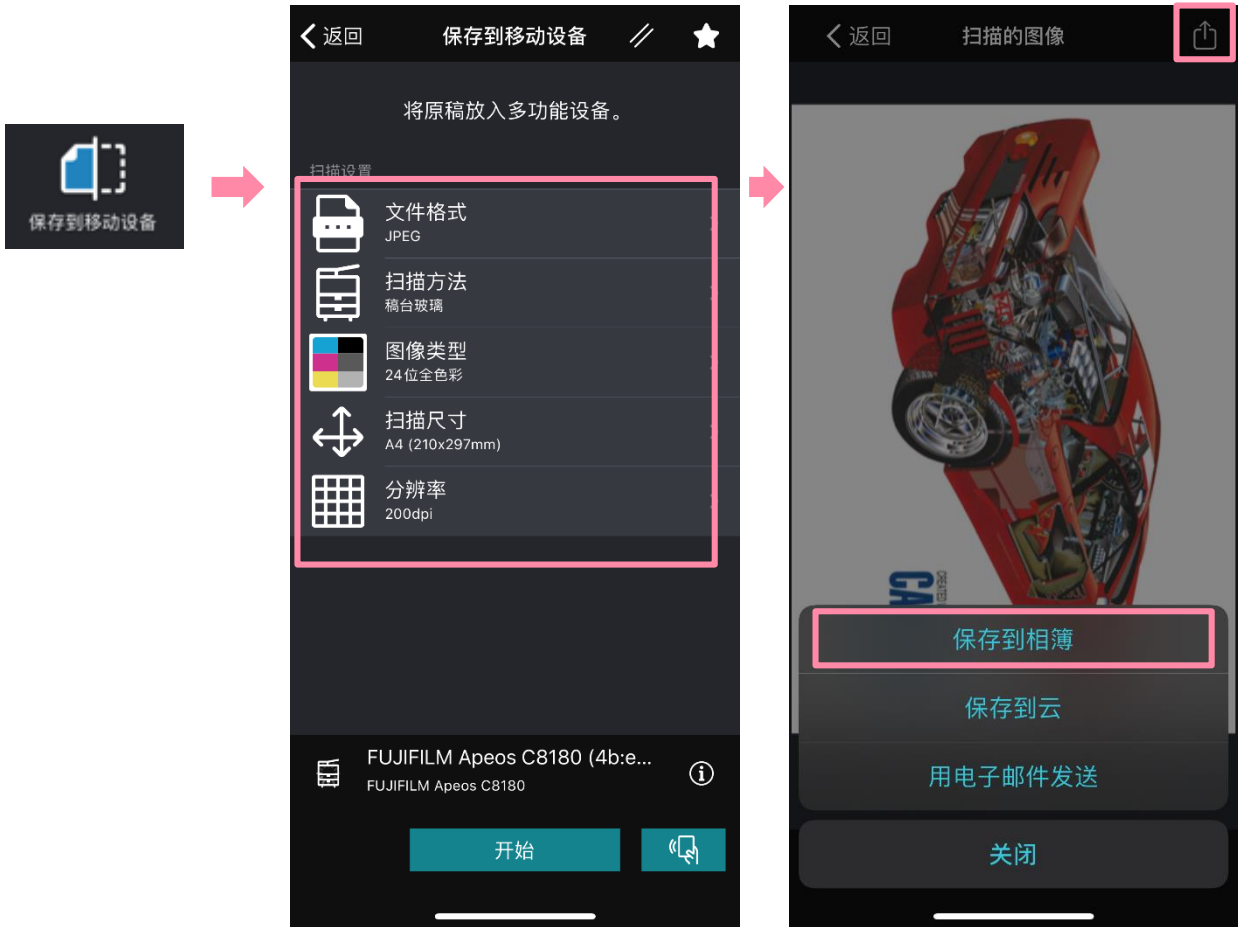 保存到移动设备
返回
保存到移动设备
将原稿放入多功能设备。
扫描设置
文件格式
JPEG
扫描方法
稿台玻璃
图像类型
24位全色彩
扫描尺寸
A4 (210x297mm)
分辨率
200dpi
FUJIFILM Apeos C8180 (4b:e...
FUJIFILM Apeos C8180
开始
返回
扫描的图像
CREATED
CA
保存到相簿
保存到云
用电子邮件发送
关闭